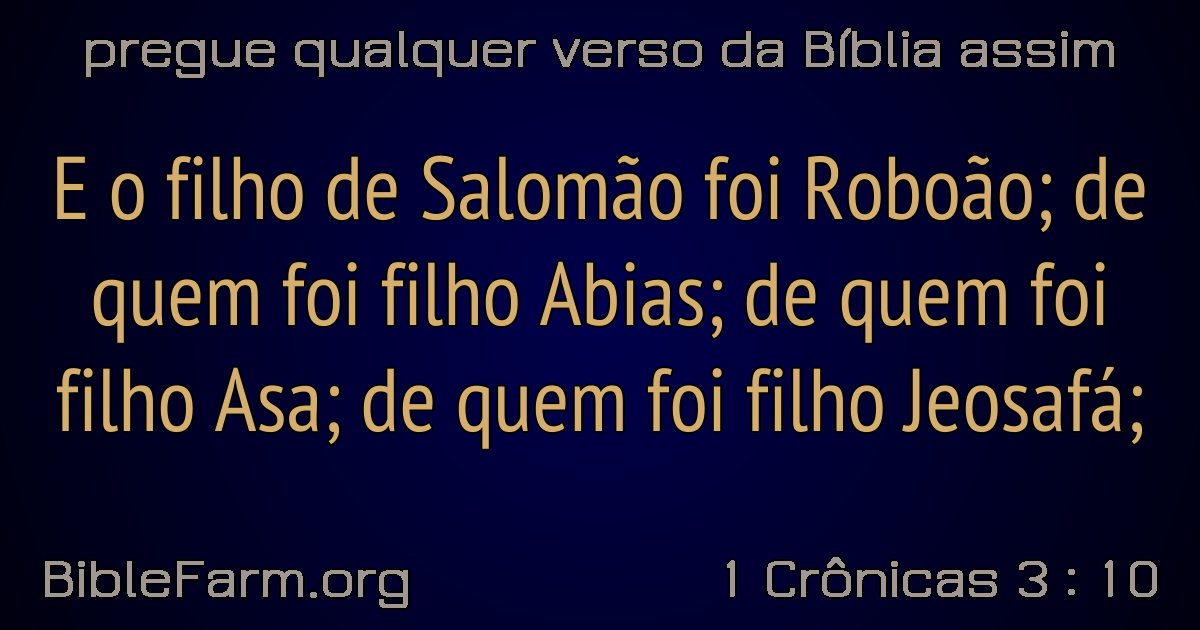 pregue qualquer verso da Bíblia assim
E o filho de Salomão foi Roboão; de
quem foi filho Abias; de quem foi
filho Asa; de quem foi filho Jeosafá;
BibleFarm.org
1 Crônicas 3 : 10